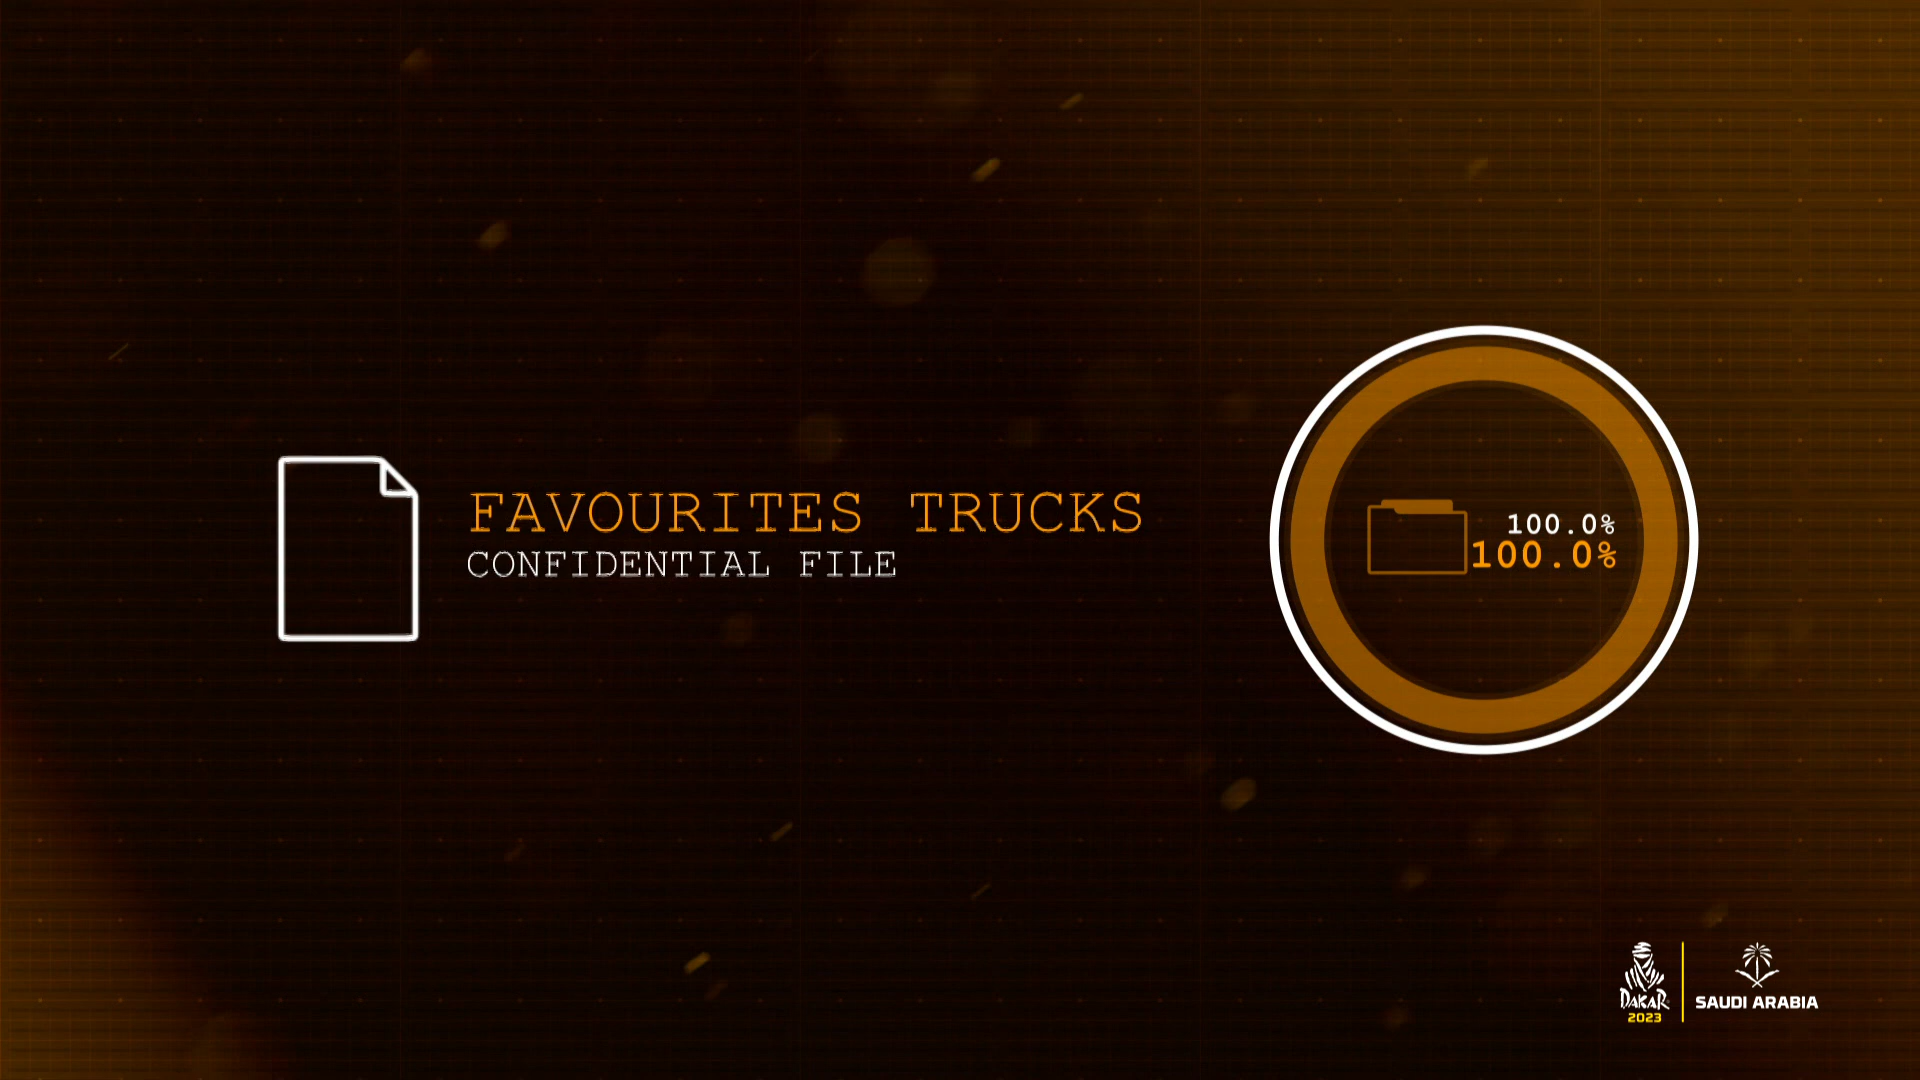 FAVOURITES TRUCKS
CONFIDENTIAL FILE
100.0%
100.0%
DAKAR
2023
SAUDI ARABIA